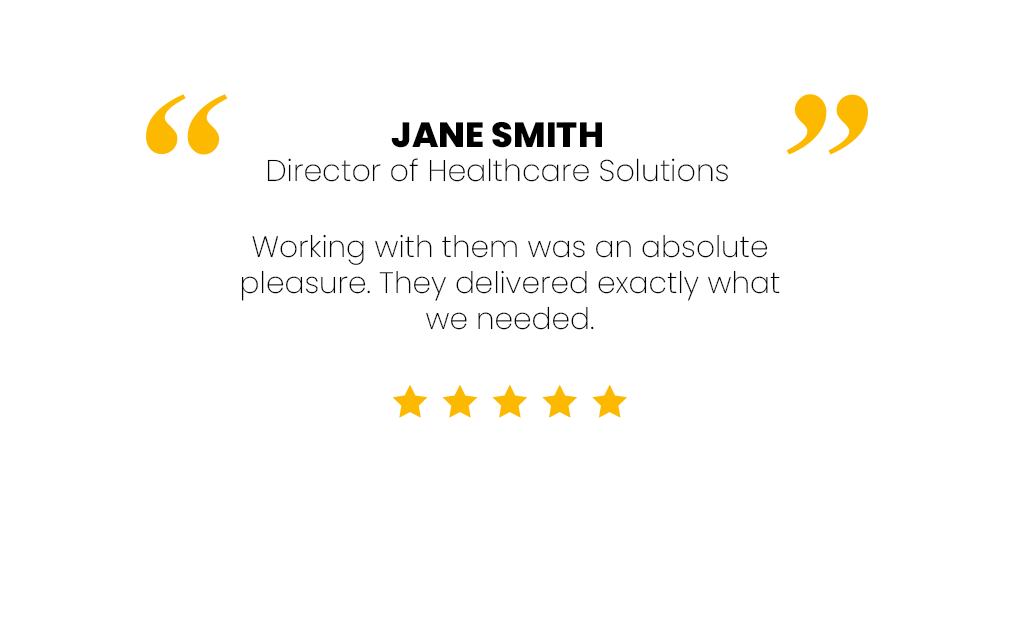 “ ”
JANE SMITH
Director of Healthcare Solutions
Working with them was an absolute
pleasure. They delivered exactly what
we needed.